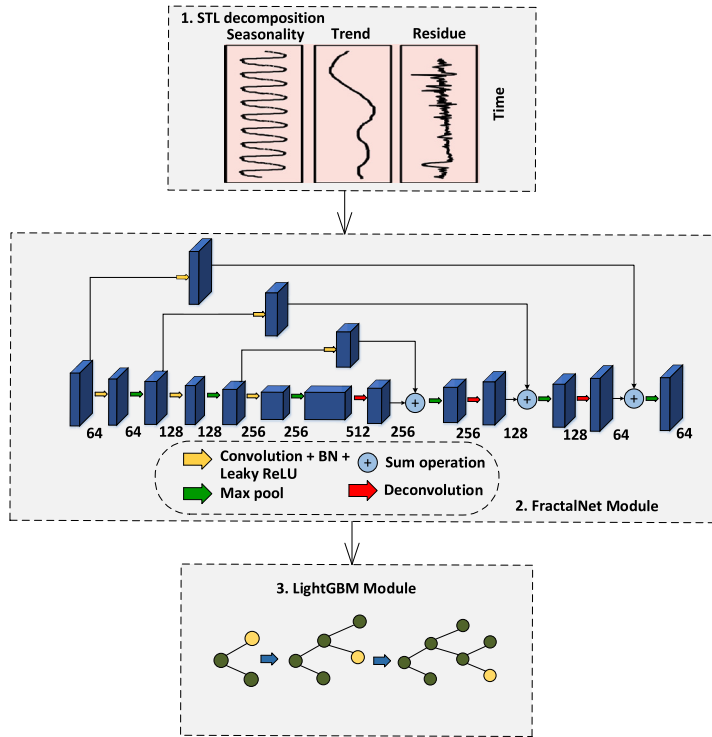 1. STL decomposition
Seasonality Trend Residue
Time
64 64 128 128 256 256 512 256 256 128 128 64 64
+ + +
Convolution + BN +
Leaky ReLU
+ Sum operation
Max pool
Deconvolution
2. FractalNet Module
3. LightGBM Module